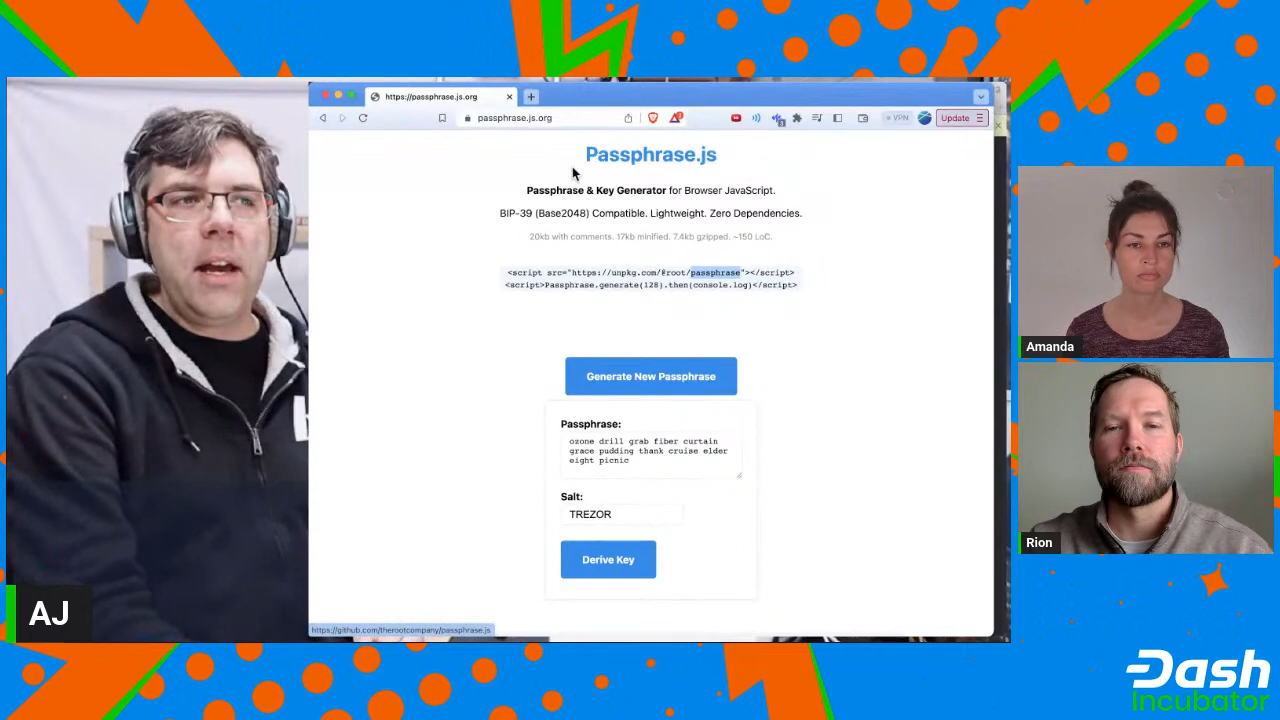 https://passphrase.js.org
passphrase.js.org
VPN
Update
Passphrase.js
Passphrase & Key Generator for Browser JavaScript.
BIP-39 (Base2048) Compatible. Lightweight. Zero Dependencies.
20kb with comments. 17kb minified. 7.4kb gzipped. ~150 LoC.
<script src="https://unpkg.com/@root/passphrase"></script>
<script>Passphrase.generate(128).then(console.log)</script>
Generate New Passphrase
Passphrase:
ozone drill grab fiber curtain
grace pudding thank cruise elder
eight picnic
Salt:
TREZOR
Derive Key
https://github.com/therootcompany/passphrase.js
AJ
Amanda
Rion
Dash
Incubator